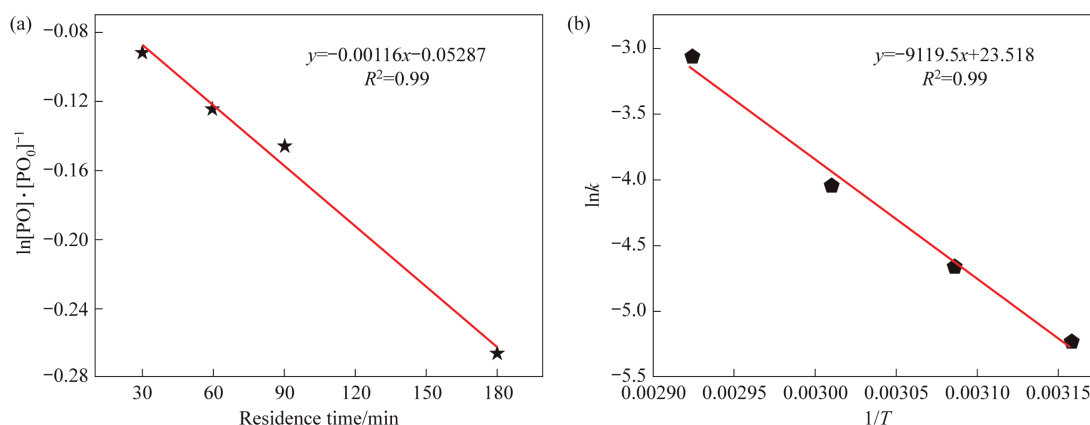 (a)
y=−0.00116x−0.05287
R²=0.99
−0.08
−0.12
−0.16
−0.20
−0.24
−0.28
ln[PO]·[PO₀]⁻¹
30 60 90 120 150 180
Residence time/min
(b)
y=−9119.5x+23.518
R²=0.99
−3.0
−3.5
−4.0
−4.5
−5.0
−5.5
lnk
0.00290 0.00295 0.00300 0.00305 0.00310 0.00315
1/T